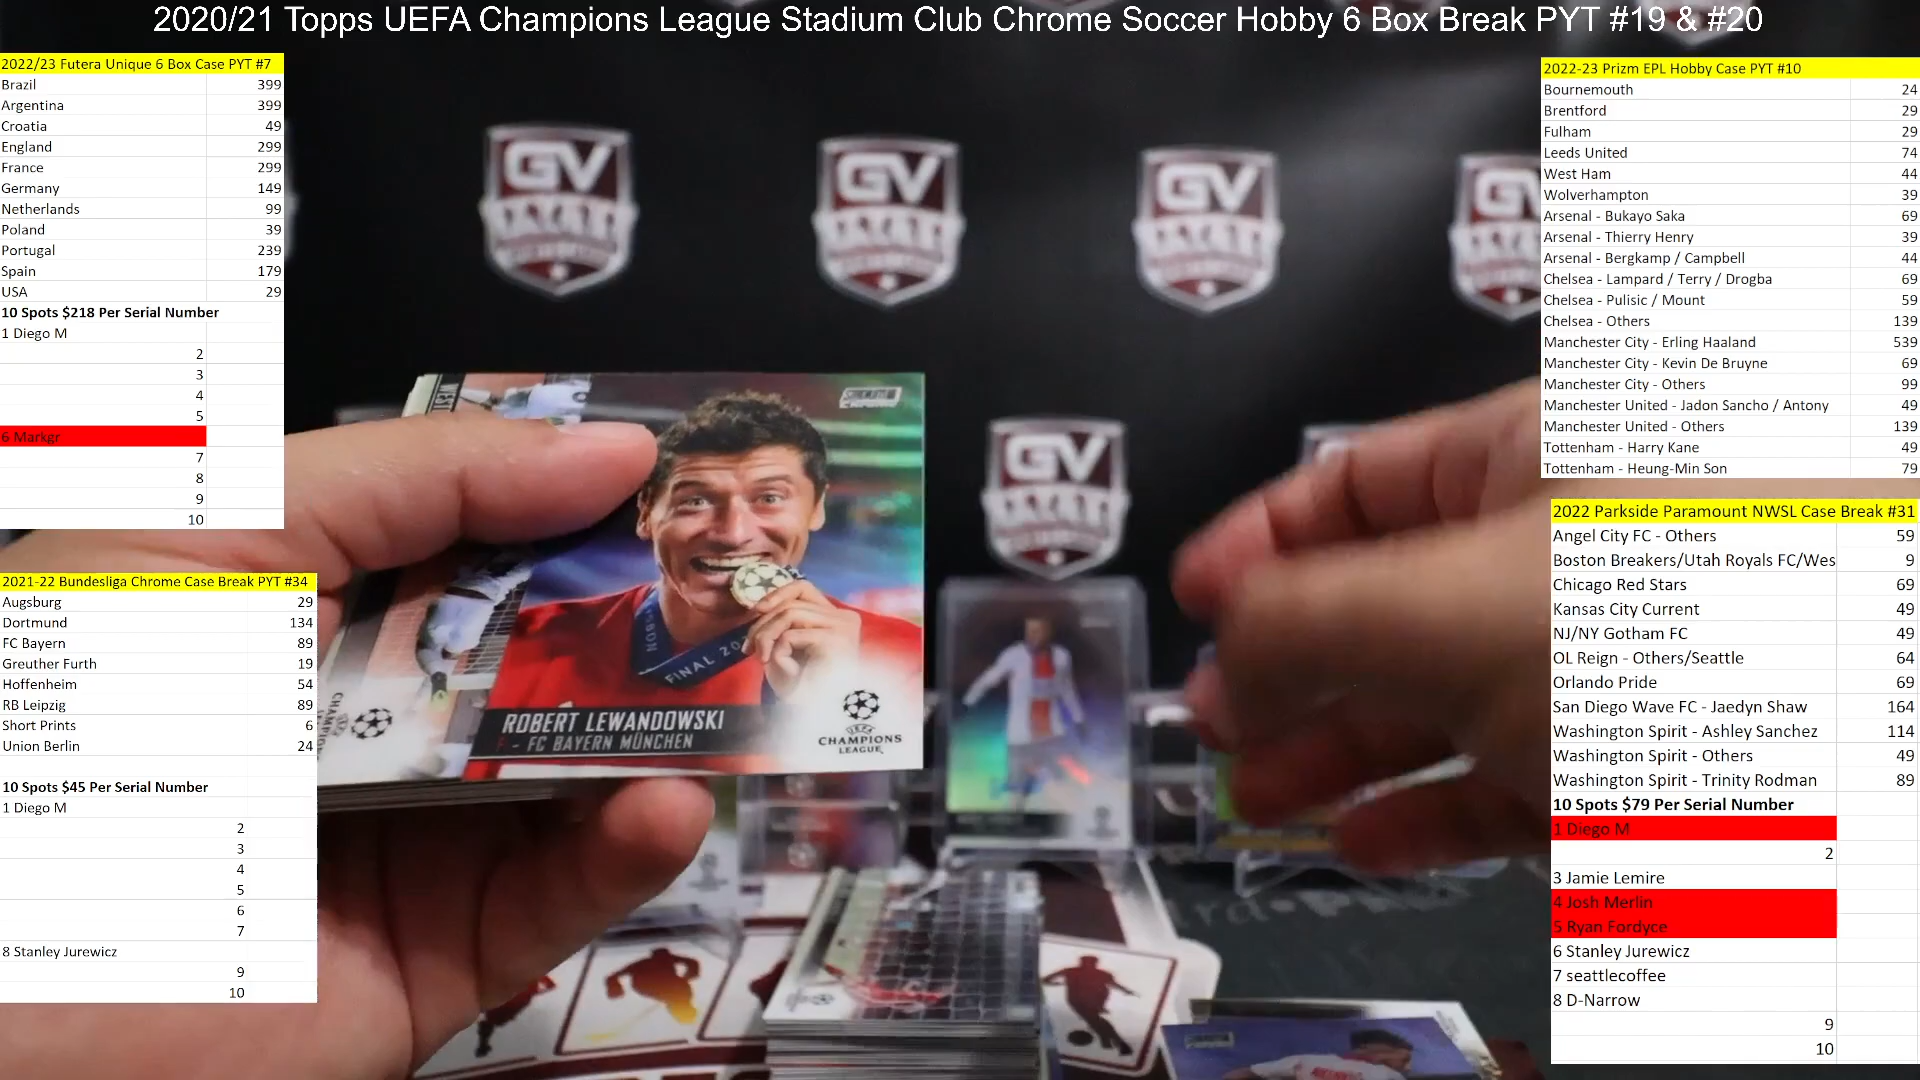 2020/21 Topps UEFA Champions League Stadium Club Chrome Soccer Hobby 6 Box Break PYT #19 & #20
2022/23 Futera Unique 6 Box Case PYT #7
Brazil 399
Argentina 399
Croatia 49
England 299
France 299
Germany 149
Netherlands 99
Poland 39
Portugal 239
Spain 179
USA 29
10 Spots $218 Per Serial Number
1 Diego M
2
3
4
5
6 Markgr
7
8
9
10
2021-22 Bundesliga Chrome Case Break PYT #34
Augsburg 29
Dortmund 134
FC Bayern 89
Greuther Furth 19
Hoffenheim 54
RB Leipzig 89
Short Prints 6
Union Berlin 24
10 Spots $45 Per Serial Number
1 Diego M
2
3
4
5
6
7
8 Stanley Jurewicz
9
10
GV
GV
GV
GV
GV
STADIUM CLUB
CHROME
FINAL 20
ROBERT LEWANDOWSKI
F - FC BAYERN MÜNCHEN
UEFA
CHAMPIONS
LEAGUE
2022-23 Prizm EPL Hobby Case PYT #10
Bournemouth 24
Brentford 29
Fulham 29
Leeds United 74
West Ham 44
Wolverhampton 39
Arsenal - Bukayo Saka 69
Arsenal - Thierry Henry 39
Arsenal - Bergkamp / Campbell 44
Chelsea - Lampard / Terry / Drogba 69
Chelsea - Pulisic / Mount 59
Chelsea - Others 139
Manchester City - Erling Haaland 539
Manchester City - Kevin De Bruyne 69
Manchester City - Others 99
Manchester United - Jadon Sancho / Antony 49
Manchester United - Others 139
Tottenham - Harry Kane 49
Tottenham - Heung-Min Son 79
2022 Parkside Paramount NWSL Case Break #31
Angel City FC - Others 59
Boston Breakers/Utah Royals FC/Wes 9
Chicago Red Stars 69
Kansas City Current 49
NJ/NY Gotham FC 49
OL Reign - Others/Seattle 64
Orlando Pride 69
San Diego Wave FC - Jaedyn Shaw 164
Washington Spirit - Ashley Sanchez 114
Washington Spirit - Others 49
Washington Spirit - Trinity Rodman 89
10 Spots $79 Per Serial Number
1 Diego M
2
3 Jamie Lemire
4 Josh Merlin
5 Ryan Fordyce
6 Stanley Jurewicz
7 seattlecoffee
8 D-Narrow
9
10